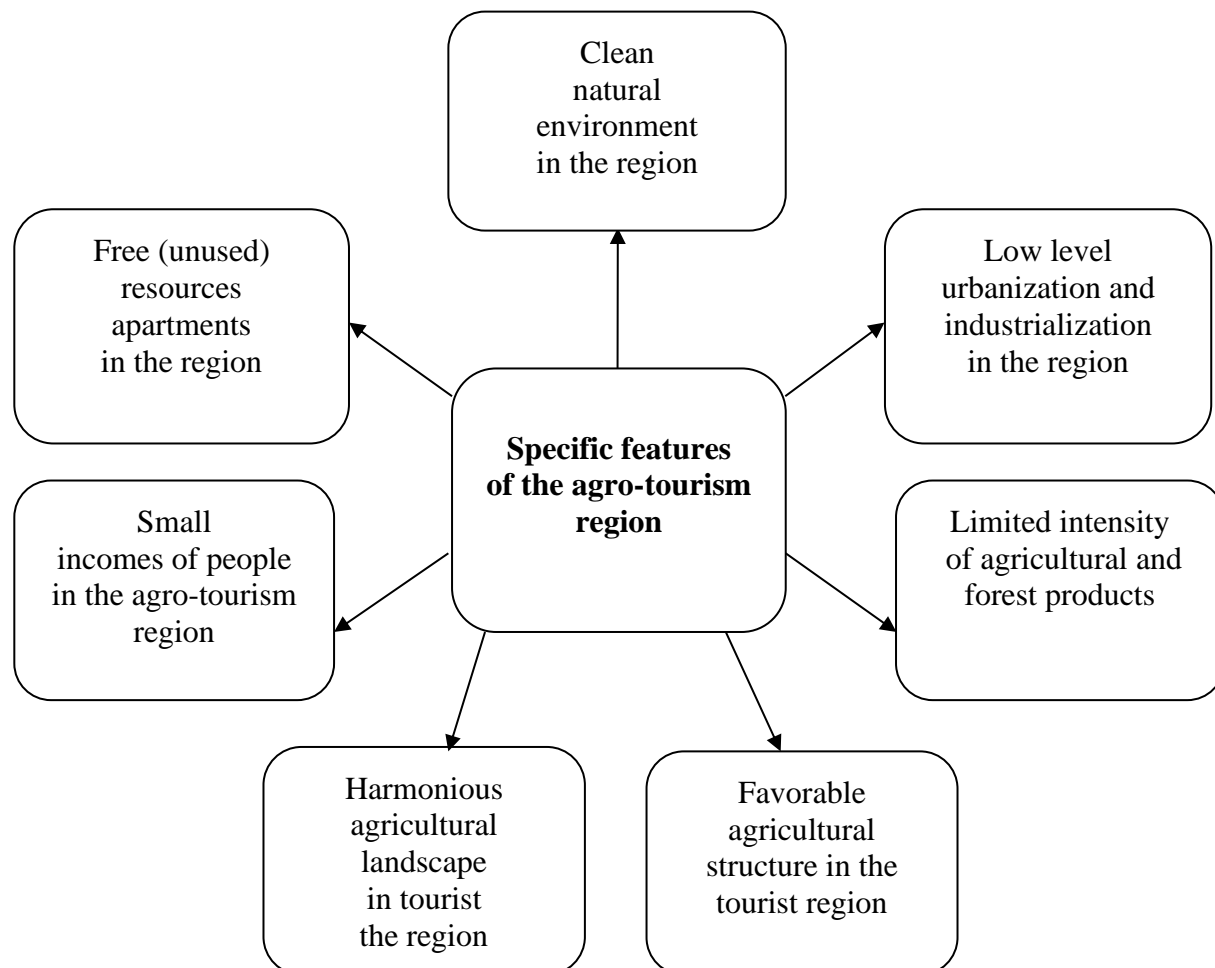 Clean
natural
environment
in the region
Free (unused)
resources
apartments
in the region
Low level
urbanization and
industrialization
in the region
Specific features
of the agro-tourism
region
Small
incomes of people
in the agro-tourism
region
Limited intensity
of agricultural and
forest products
Harmonious
agricultural
landscape
in tourist
the region
Favorable
agricultural
structure in the
tourist region